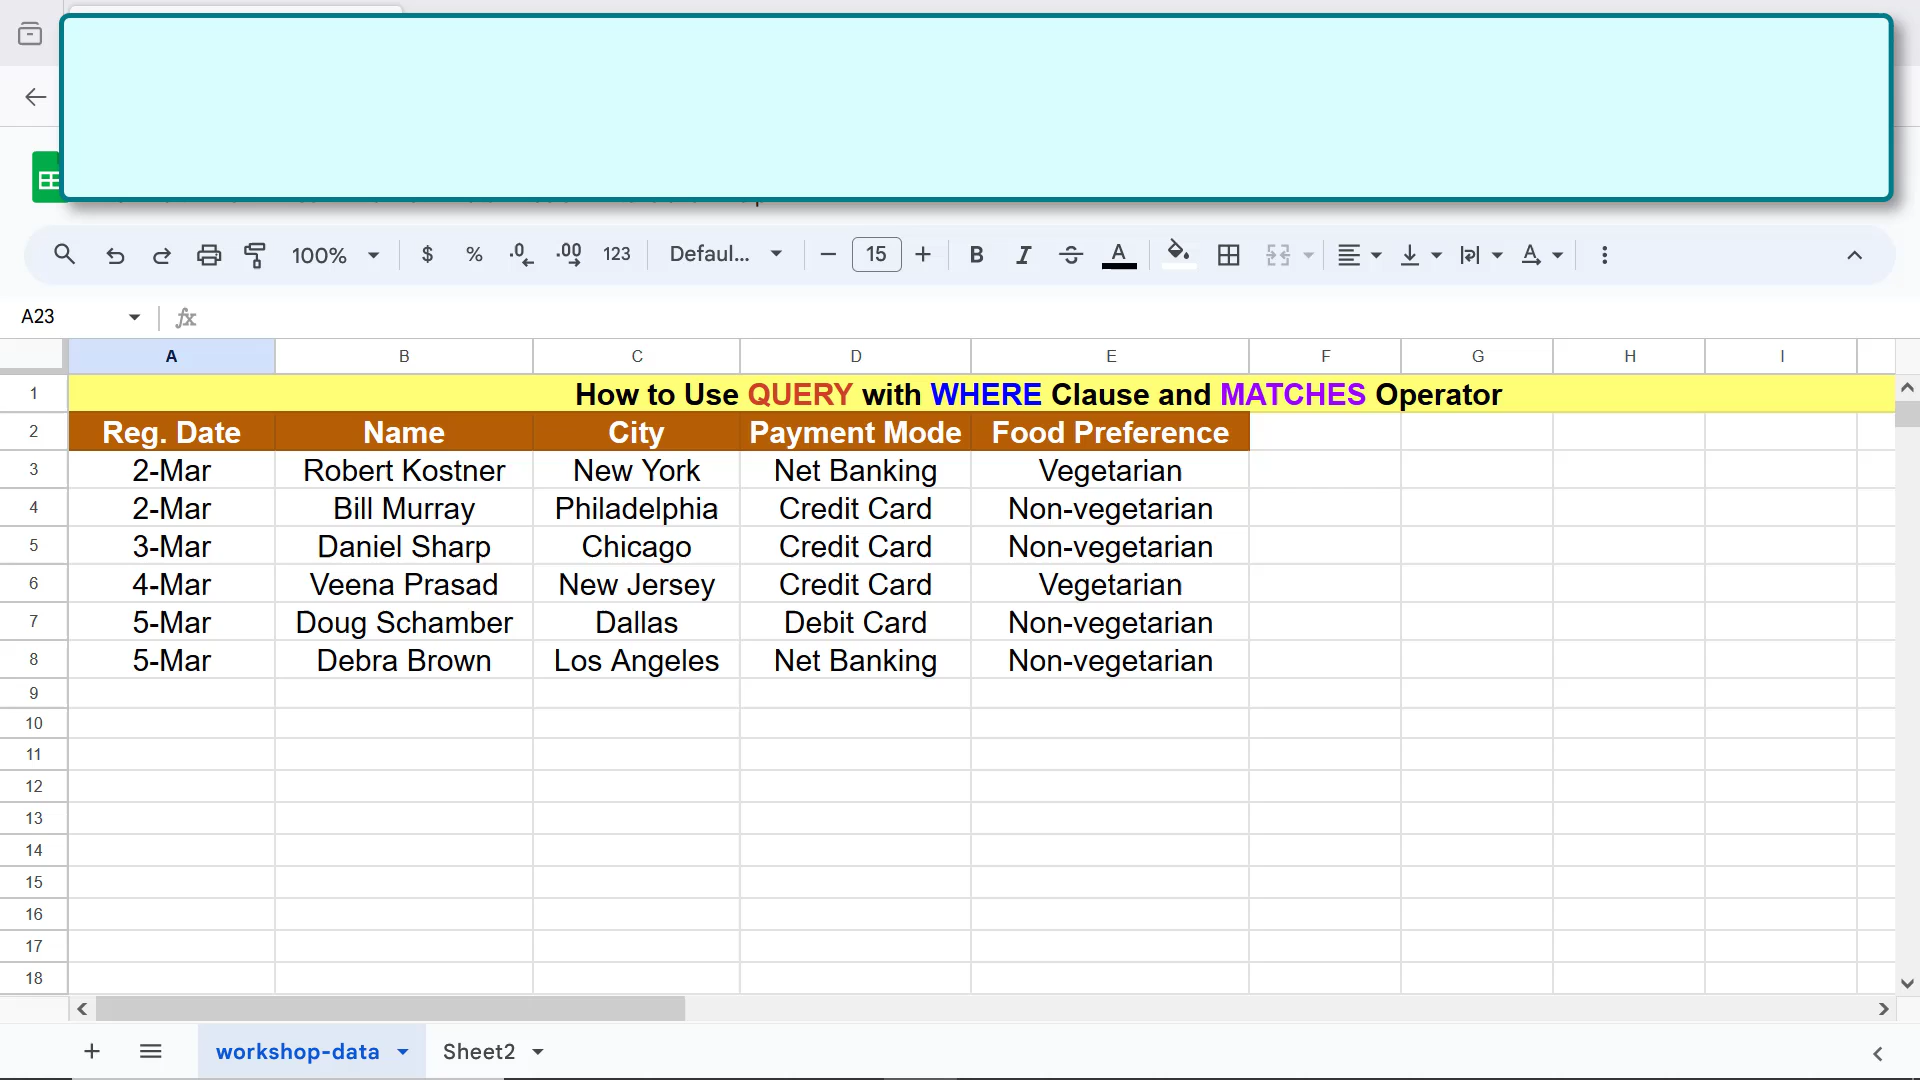 100% $ % .0 .00 123 Defaul... 15 B I A
A23 fx
A B C D E F G H I
1 How to Use QUERY with WHERE Clause and MATCHES Operator
2 Reg. Date Name City Payment Mode Food Preference
3 2-Mar Robert Kostner New York Net Banking Vegetarian
4 2-Mar Bill Murray Philadelphia Credit Card Non-vegetarian
5 3-Mar Daniel Sharp Chicago Credit Card Non-vegetarian
6 4-Mar Veena Prasad New Jersey Credit Card Vegetarian
7 5-Mar Doug Schamber Dallas Debit Card Non-vegetarian
8 5-Mar Debra Brown Los Angeles Net Banking Non-vegetarian
9
10
11
12
13
14
15
16
17
18
workshop-data Sheet2